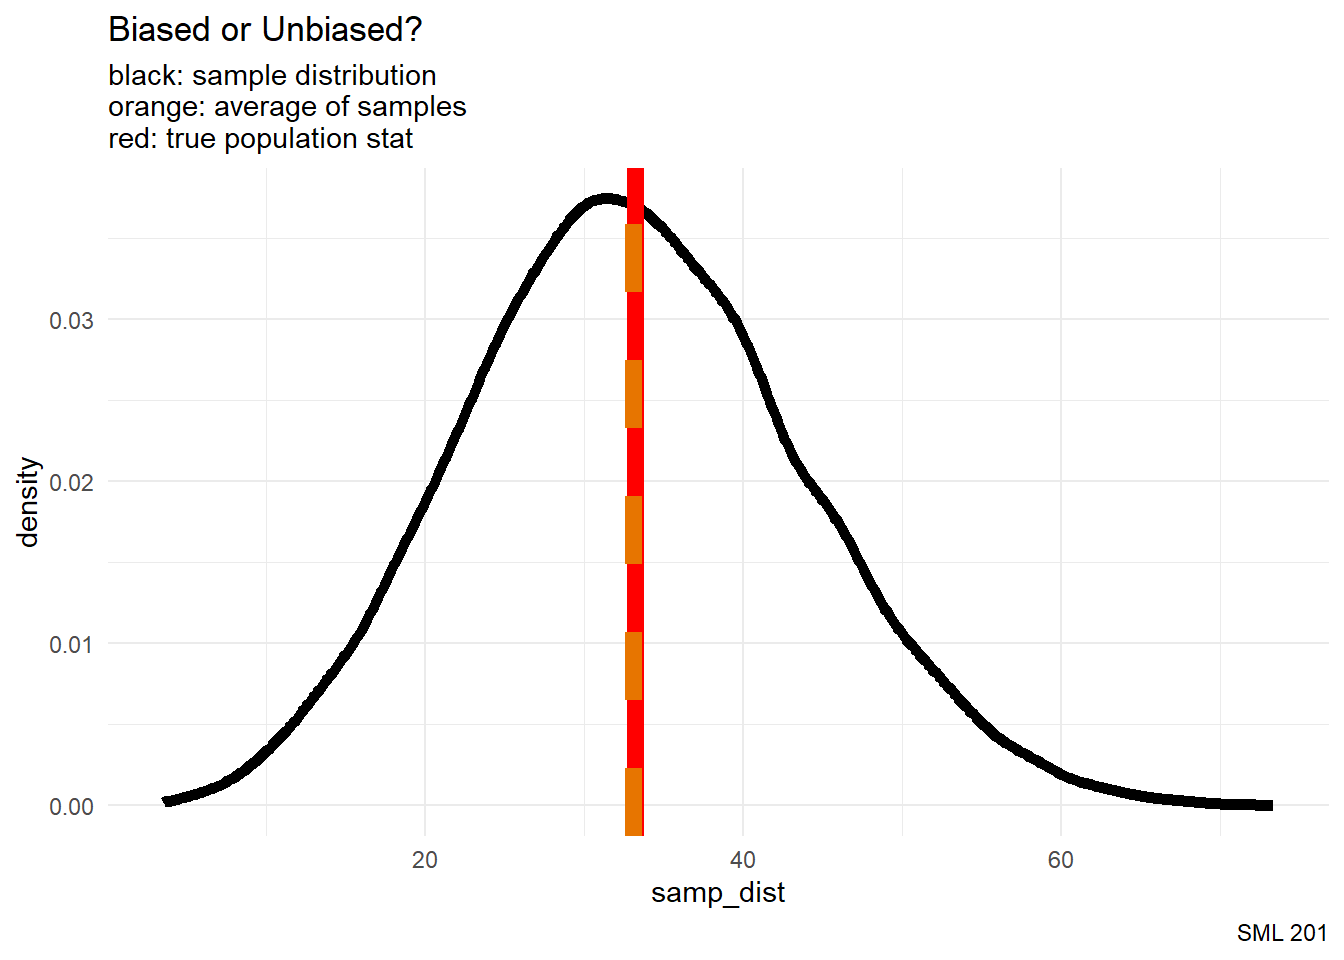 Biased or Unbiased?
black: sample distribution
orange: average of samples
red: true population stat
density
0.03
0.02
0.01
0.00
20 40 60
samp_dist
SML 201